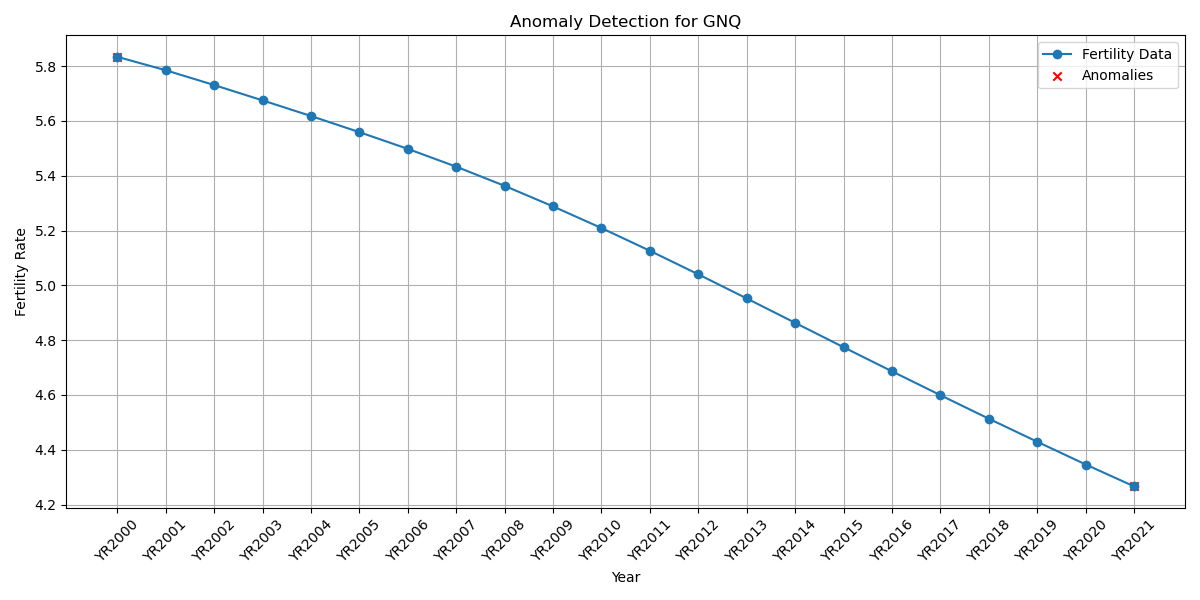 Anomaly Detection for GNQ
Fertility Data
Anomalies
Fertility Rate
5.8
5.6
5.4
5.2
5.0
4.8
4.6
4.4
4.2
YR2000
YR2001
YR2002
YR2003
YR2004
YR2005
YR2006
YR2007
YR2008
YR2009
YR2010
YR2011
YR2012
YR2013
YR2014
YR2015
YR2016
YR2017
YR2018
YR2019
YR2020
YR2021
Year